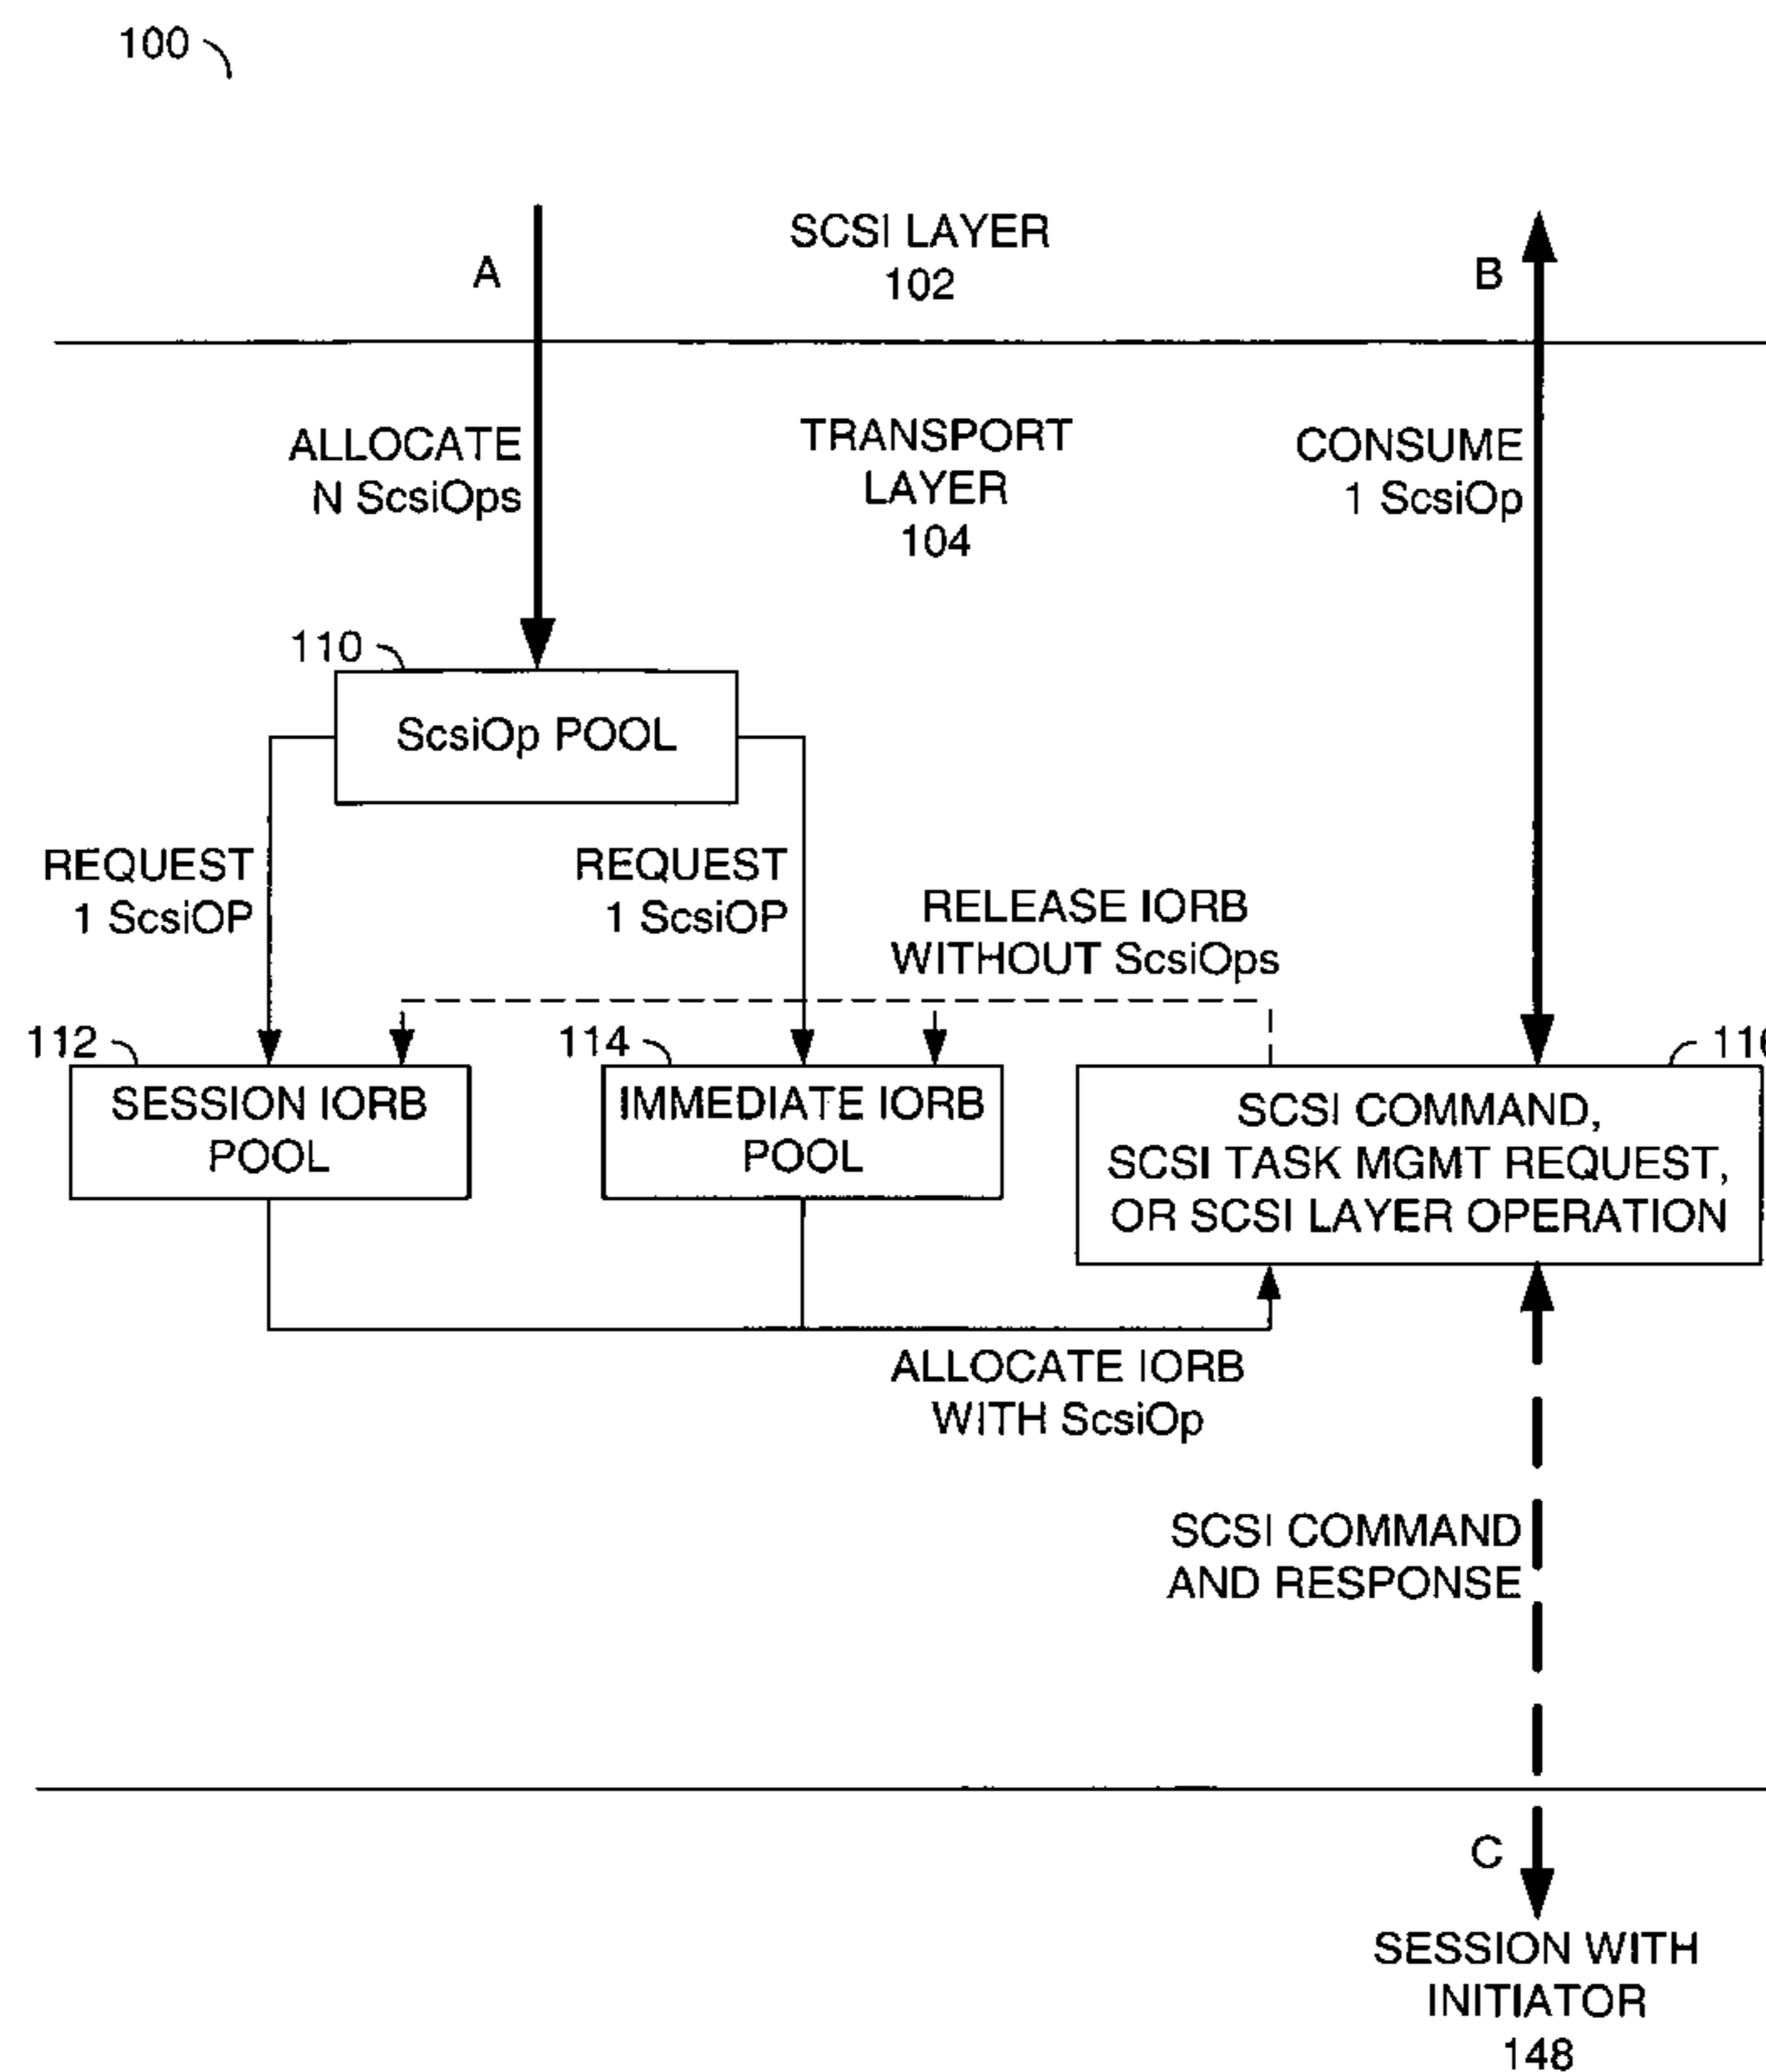 100
SCSI LAYER
102
A
B
ALLOCATE
N ScsiOps
TRANSPORT
LAYER
104
CONSUME
1 ScsiOp
110
ScsiOp POOL
REQUEST
1 ScsiOP
REQUEST
1 ScsiOP
RELEASE IORB
WITHOUT ScsiOps
112
114
SESSION IORB
POOL
IMMEDIATE IORB
POOL
SCSI COMMAND,
SCSI TASK MGMT REQUEST,
OR SCSI LAYER OPERATION
ALLOCATE IORB
WITH ScsiOp
SCSI COMMAND
AND RESPONSE
C
SESSION WITH
INITIATOR
148